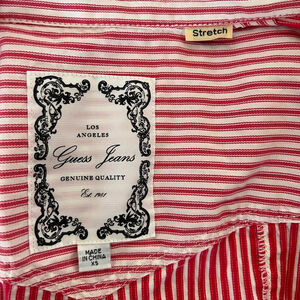 Stretch
LOS
ANGELES
Guess Jeans
GENUINE QUALITY
Est. 1981
MADE
IN CHINA
XS